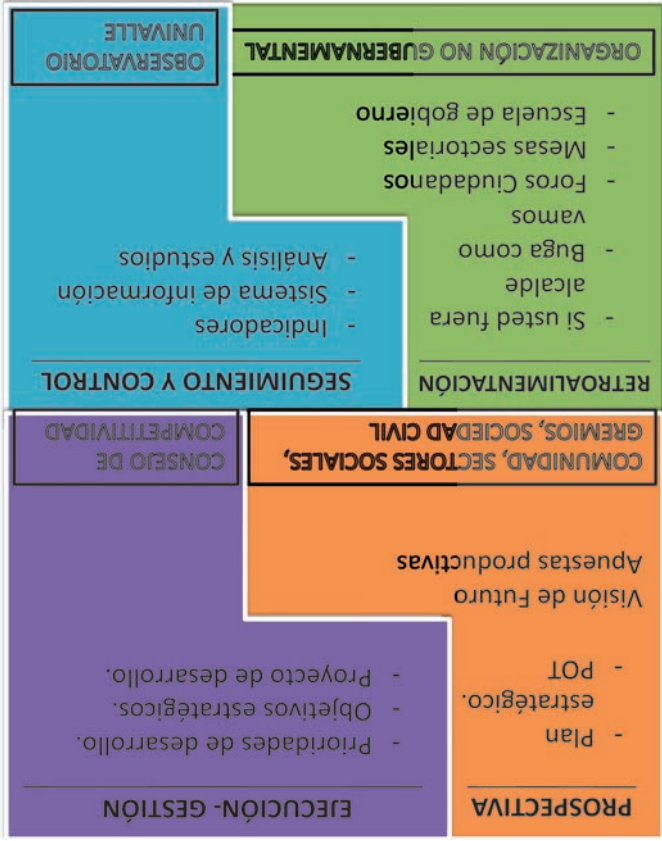 PROSPECTIVA
- Plan
estratégico.
- POT
Visión de Futuro
Apuestas productivas
COMUNIDAD, SECTORES SOCIALES,
GREMIOS, SOCIEDAD CIVIL
EJECUCIÓN- GESTIÓN
- Prioridades de desarrollo.
- Objetivos estratégicos.
- Proyecto de desarrollo.
CONSEJO DE
COMPETITIVIDAD
RETROALIMENTACIÓN
- Si usted fuera
alcalde
- Buga como
vamos
- Foros Ciudadanos
- Mesas sectoriales
- Escuela de gobierno
ORGANIZACIÓN NO GUBERNAMENTAL
SEGUIMIENTO Y CONTROL
- Indicadores
- Sistema de información
- Análisis y estudios
OBSERVATORIO
UNIVALLE